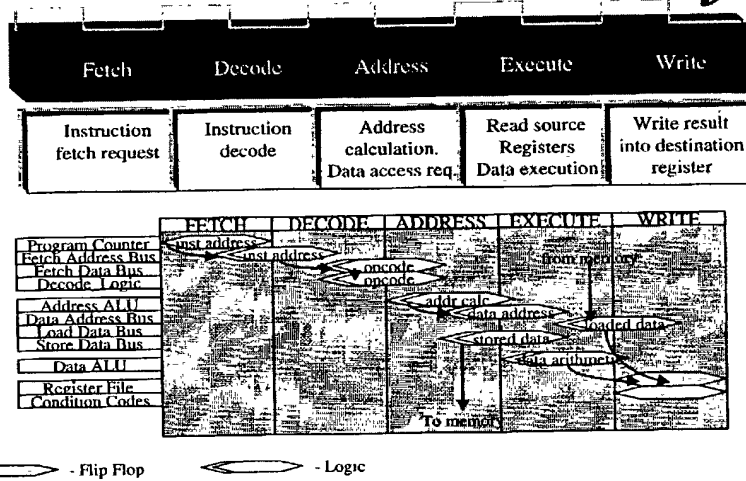 Fetch Decode Address Execute Write
Instruction
fetch request
Instruction
decode
Address
calculation.
Data access req.
Read source
Registers
Data execution
Write result
into destination
register
FETCH DECODE ADDRESS EXECUTE WRITE
Program Counter
Fetch Address Bus
Fetch Data Bus
Decode Logic
Address ALU
Data Address Bus
Load Data Bus
Store Data Bus
Data ALU
Register File
Condition Codes
inst address
inst address
opcode
opcode
addr calc
data address
from memory
loaded data
stored data
data arithmetic
To memory
- Flip Flop
- Logic